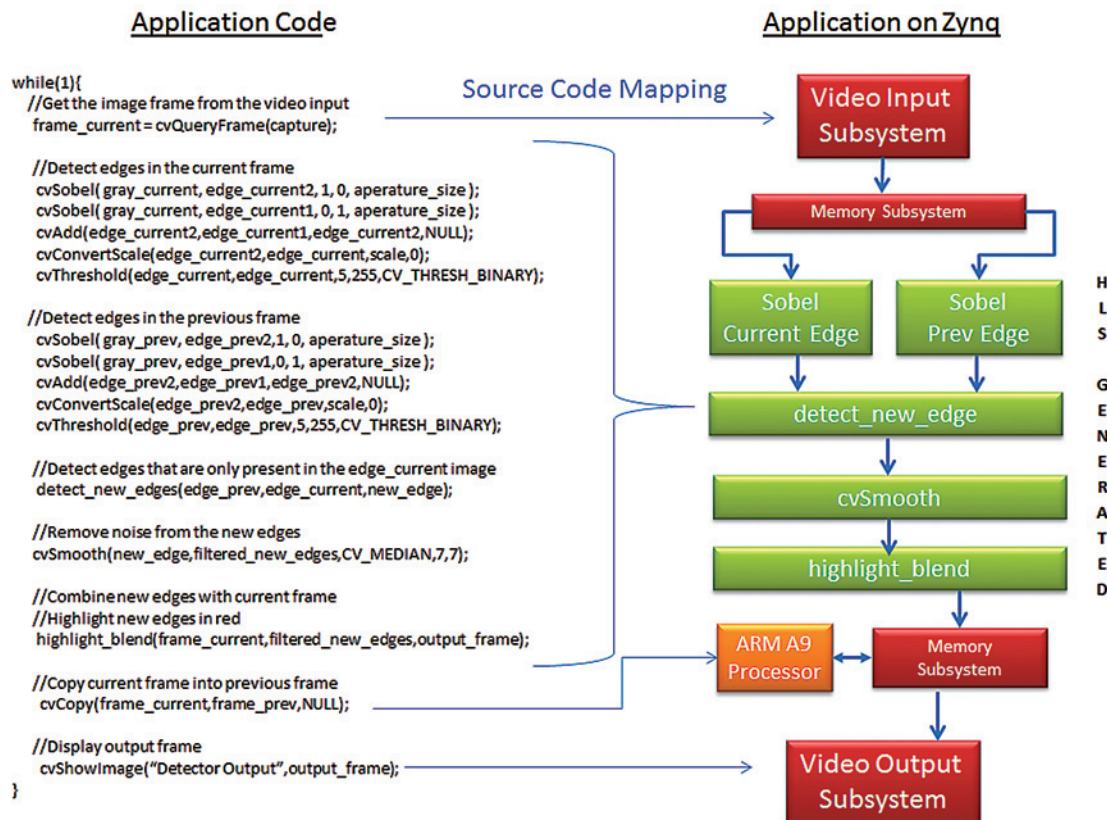 Application Code
while(1){
//Get the image frame from the video input
frame_current = cvQueryFrame(capture);
//Detect edges in the current frame
cvSobel( gray_current, edge_current2, 1, 0, aperature_size );
cvSobel( gray_current, edge_current1, 0, 1, aperature_size );
cvAdd(edge_current2,edge_current1,edge_current2,NULL);
cvConvertScale(edge_current2,edge_current,scale,0);
cvThreshold(edge_current,edge_current,5,255,CV_THRESH_BINARY);
//Detect edges in the previous frame
cvSobel( gray_prev, edge_prev2,1, 0, aperature_size );
cvSobel( gray_prev, edge_prev1,0, 1, aperature_size );
cvAdd(edge_prev2,edge_prev1,edge_prev2,NULL);
cvConvertScale(edge_prev2,edge_prev,scale,0);
cvThreshold(edge_prev,edge_prev,5,255,CV_THRESH_BINARY);
//Detect edges that are only present in the edge_current image
detect_new_edges(edge_prev,edge_current,new_edge);
//Remove noise from the new edges
cvSmooth(new_edge,filtered_new_edges,CV_MEDIAN,7,7);
//Combine new edges with current frame
//Highlight new edges in red
highlight_blend(frame_current,filtered_new_edges,output_frame);
//Copy current frame into previous frame
cvCopy(frame_current,frame_prev,NULL);
//Display output frame
cvShowImage(“Detector Output”,output_frame);
}
Source Code Mapping
Application on Zynq
Video Input
Subsystem
Memory Subsystem
Sobel
Current Edge
Sobel
Prev Edge
detect_new_edge
cvSmooth
highlight_blend
ARM A9
Processor
Memory
Subsystem
Video Output
Subsystem
HLS GENERATED